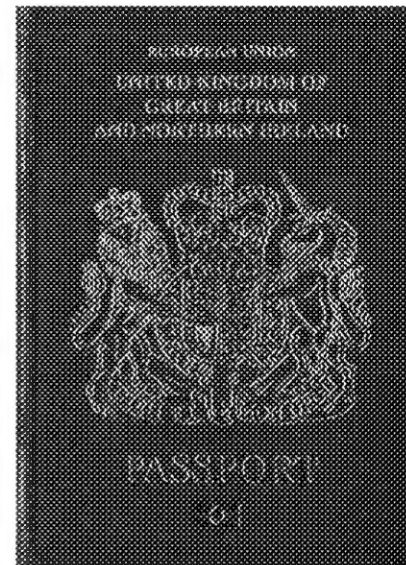 EUROPEAN UNION
UNITED KINGDOM OF
GREAT BRITAIN
AND NORTHERN IRELAND
PASSPORT